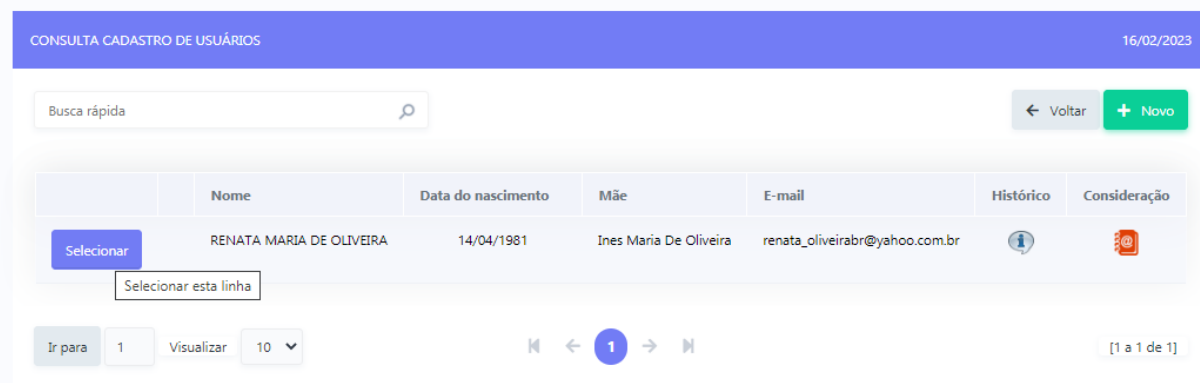 CONSULTA CADASTRO DE USUÁRIOS 16/02/2023
Busca rápida Voltar Novo
Nome Data do nascimento Mãe E-mail Histórico Consideração
Selecionar RENATA MARIA DE OLIVEIRA 14/04/1981 Ines Maria De Oliveira renata_oliveirabr@yahoo.com.br
Selecionar esta linha
Ir para 1 Visualizar 10 1 [1 a 1 de 1]